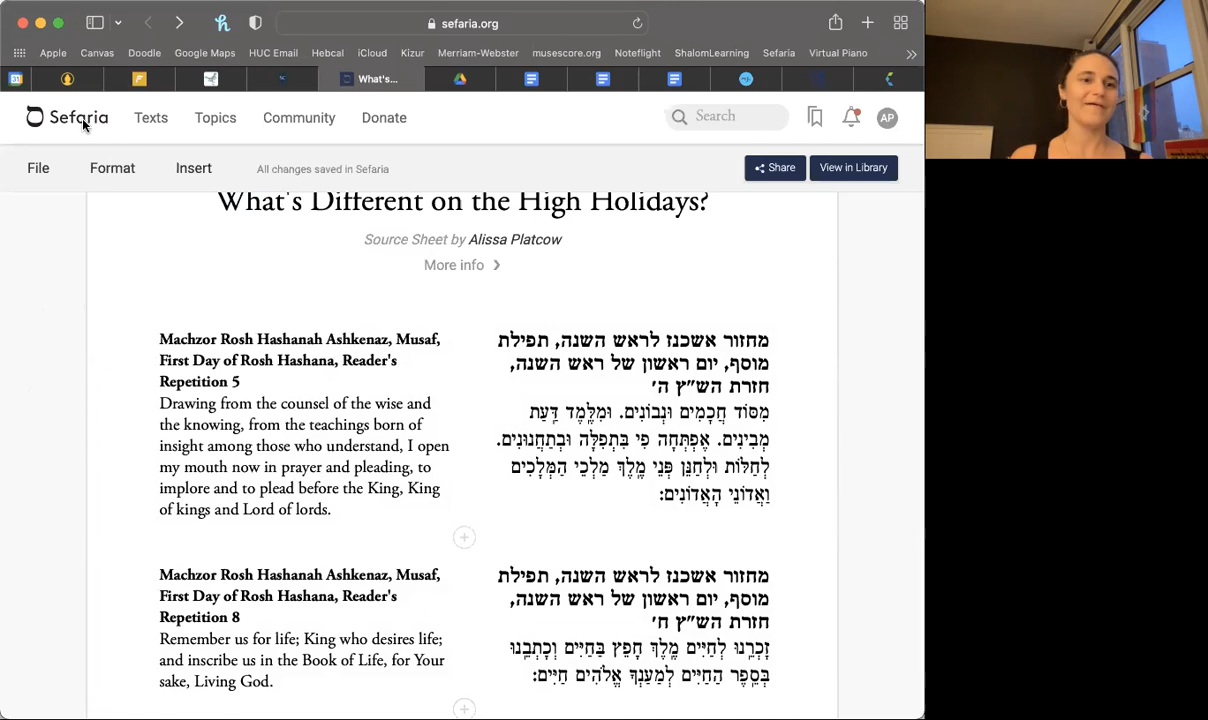 sefaria.org
Apple Canvas Doodle Google Maps HUC Email Hebcal iCloud Kizur Merriam-Webster musescore.org Noteflight ShalomLearning Sefaria Virtual Piano
What's...
Sefaria Texts Topics Community Donate Search AP
File Format Insert All changes saved in Sefaria Share View in Library
What's Different on the High Holidays?
Source Sheet by Alissa Platcow
More info
Machzor Rosh Hashanah Ashkenaz, Musaf,
First Day of Rosh Hashana, Reader's
Repetition 5
Drawing from the counsel of the wise and
the knowing, from the teachings born of
insight among those who understand, I open
my mouth now in prayer and pleading, to
implore and to plead before the King, King
of kings and Lord of lords.
מחזור אשכנז לראש השנה, תפילת
מוסף, יום ראשון של ראש השנה,
חזרת הש״ץ ה׳
מִסּוֹד חֲכָמִים וּנְבוֹנִים. וּמִלֶּֽמֶד דַּֽעַת
מְבִינִים. אֶפְתְּחָה פִי בִּתְפִלָּה וּבְתַחֲנוּנִים.
לְחַלּוֹת וּלְחַנֵּן פְּנֵי מֶֽלֶךְ מַלְכֵי הַמְּלָכִים
וַאֲדוֹנֵי הָאֲדוֹנִים:
Machzor Rosh Hashanah Ashkenaz, Musaf,
First Day of Rosh Hashana, Reader's
Repetition 8
Remember us for life; King who desires life;
and inscribe us in the Book of Life, for Your
sake, Living God.
מחזור אשכנז לראש השנה, תפילת
מוסף, יום ראשון של ראש השנה,
חזרת הש״ץ ח׳
זָכְרֵֽנוּ לְחַיִּים מֶֽלֶךְ חָפֵץ בַּחַיִּים וְכָתְבֵֽנוּ
בְּסֵֽפֶר הַחַיִּים לְמַעַנְךָ אֱלֹהִים חַיִּים: